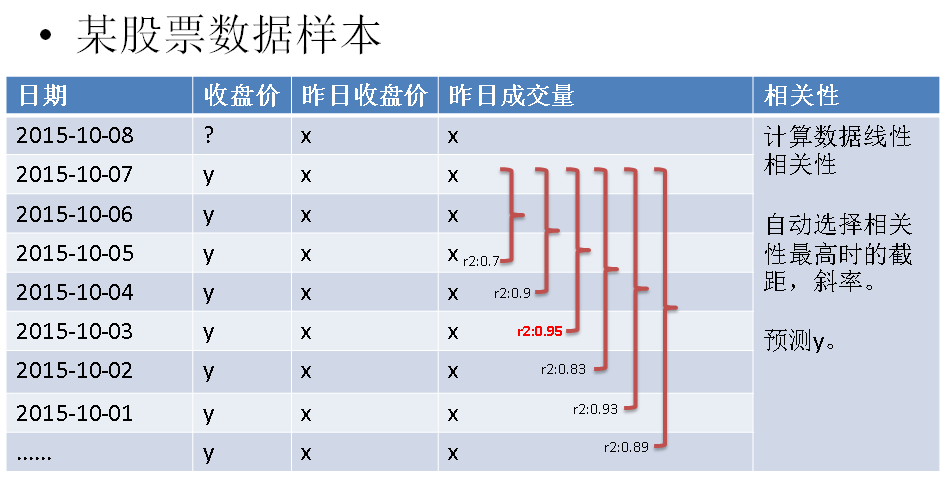 • 某股票数据样本
日期 收盘价 昨日收盘价 昨日成交量 相关性
2015-10-08 ? x x 计算数据线性
相关性
2015-10-07 y x x
2015-10-06 y x x 自动选择相关
2015-10-05 y x x r2:0.7 性最高时的截
距，斜率。
2015-10-04 y x x r2:0.9
2015-10-03 y x x r2:0.95 预测y。
2015-10-02 y x x r2:0.83
2015-10-01 y x x r2:0.93
...... y x x r2:0.89